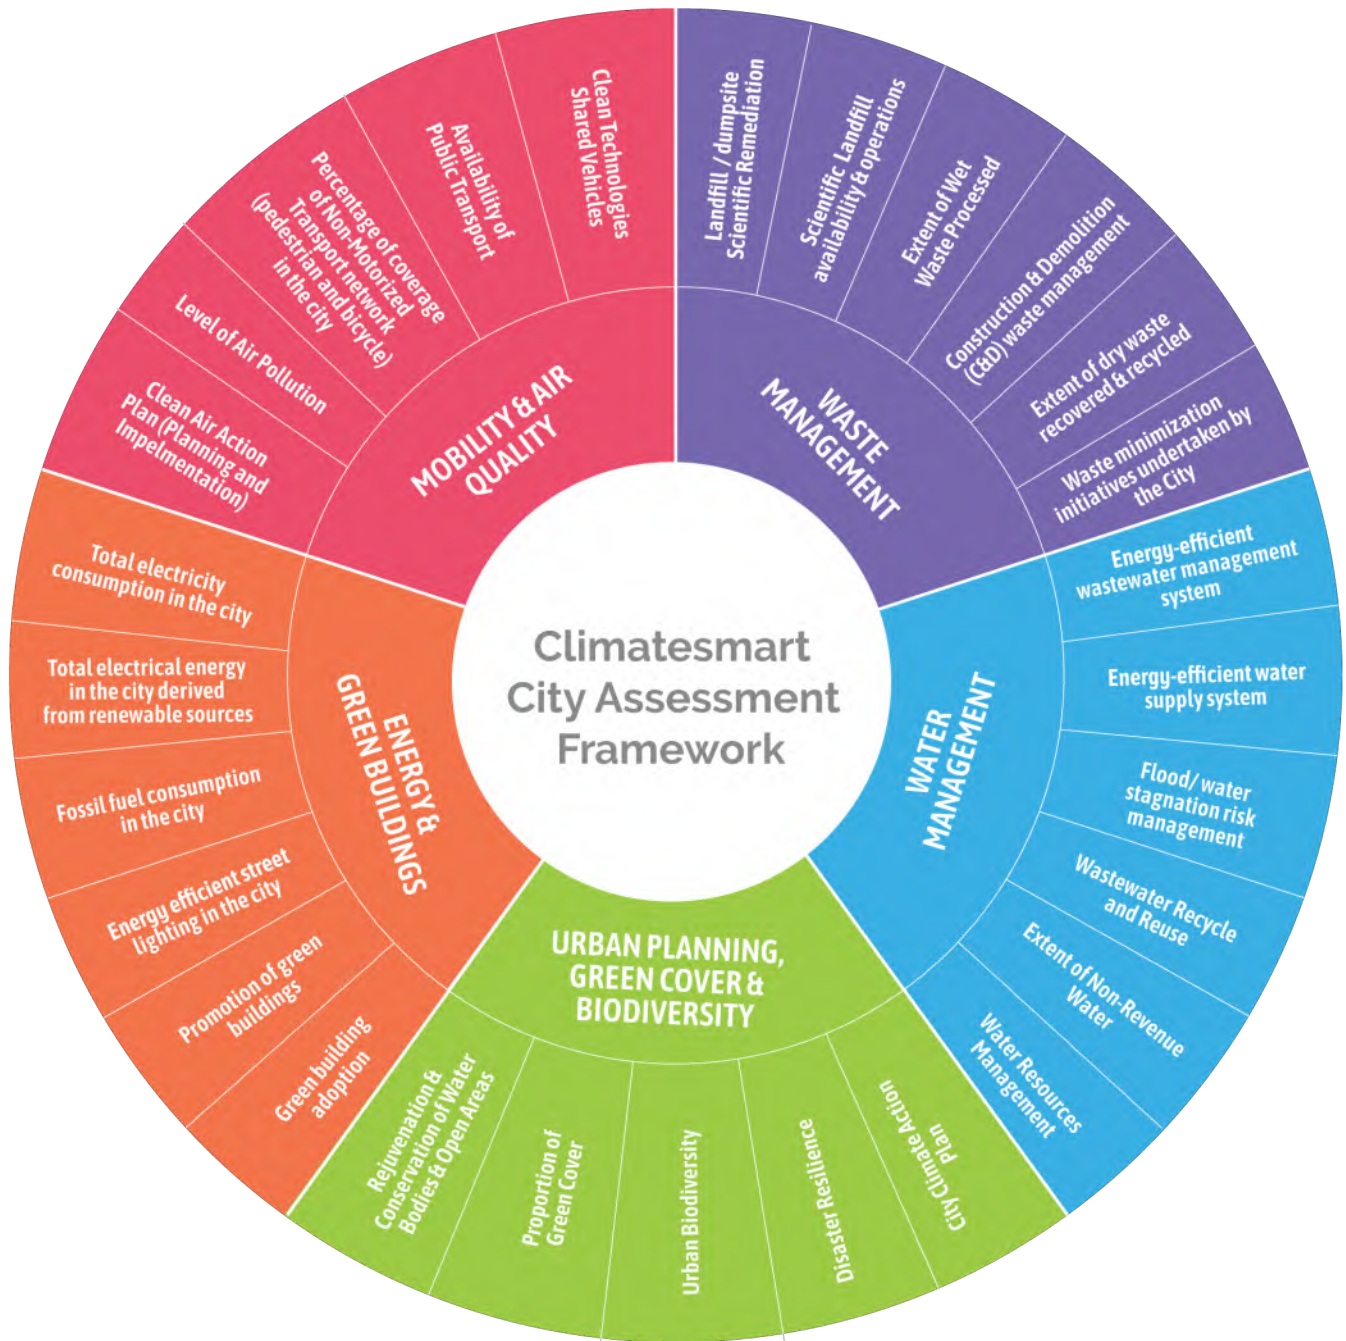 Climatesmart
City Assessment
Framework
WASTE
MANAGEMENT
Landfill / dumpsite
Scientific Remediation
Scientific Landfill
availability & operations
Extent of Wet
Waste Processed
Construction & Demolition
(C&D) waste management
Extent of dry waste
recovered & recycled
Waste minimization
initiatives undertaken by
the City
WATER
MANAGEMENT
Energy-efficient
wastewater management
system
Energy-efficient water
supply system
Flood/ water
stagnation risk
management
Wastewater Recycle
and Reuse
Extent of Non-Revenue
Water
Water Resources
Management
URBAN PLANNING,
GREEN COVER &
BIODIVERSITY
City Climate Action
Plan
Disaster Resilience
Urban Biodiversity
Proportion of
Green Cover
Rejuvenation &
Conservation of Water
Bodies & Open Areas
ENERGY &
GREEN BUILDINGS
Green building
adoption
Promotion of green
buildings
Energy efficient street
lighting in the city
Fossil fuel consumption
in the city
Total electrical energy
in the city derived
from renewable sources
Total electricity
consumption in the city
MOBILITY & AIR
QUALITY
Clean Air Action
Plan (Planning and
Impelmentation)
Level of Air Pollution
Percentage of coverage
of Non-Motorized
Transport network
(pedestrian and bicycle)
in the city
Availability of
Public Transport
Clean Technologies
Shared Vehicles